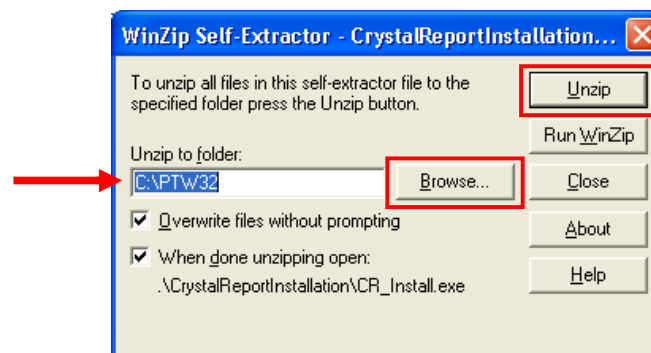 WinZip Self-Extractor - CrystalReportInstallation...
To unzip all files in this self-extractor file to the
specified folder press the Unzip button.
Unzip
Run WinZip
Unzip to folder:
C:\PTW32
Browse...
Close
Overwrite files without prompting
About
When done unzipping open:
.\CrystalReportInstallation\CR_Install.exe
Help